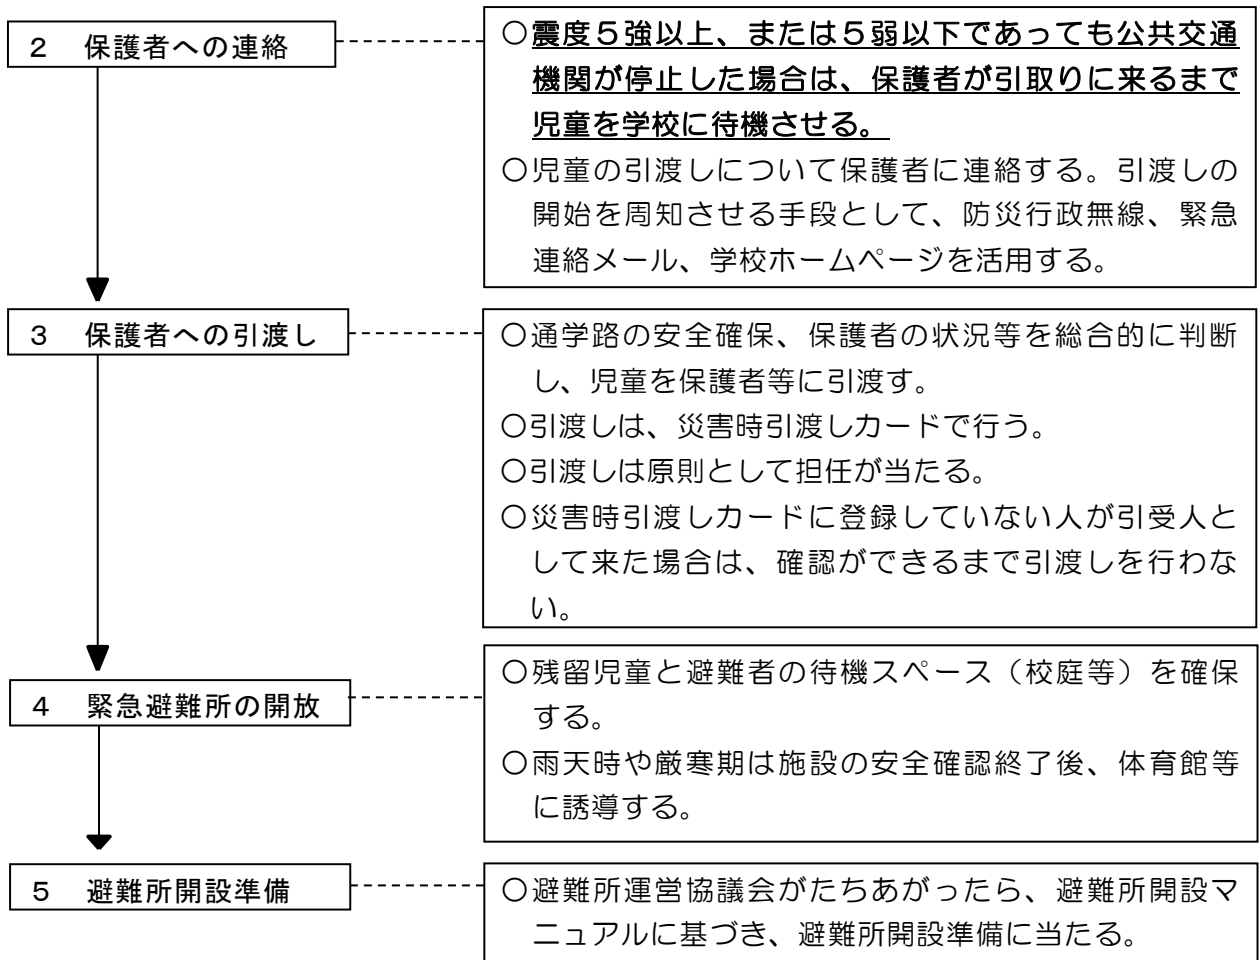 ２　保護者への連絡
○震度５強以上、または５弱以下であっても公共交通
機関が停止した場合は、保護者が引取りに来るまで
児童を学校に待機させる。
○児童の引渡しについて保護者に連絡する。引渡しの
開始を周知させる手段として、防災行政無線、緊急
連絡メール、学校ホームページを活用する。
３　保護者への引渡し
○通学路の安全確保、保護者の状況等を総合的に判断
し、児童を保護者等に引渡す。
○引渡しは、災害時引渡しカードで行う。
○引渡しは原則として担任が当たる。
○災害時引渡しカードに登録していない人が引受人と
して来た場合は、確認ができるまで引渡しを行わな
い。
４　緊急避難所の開放
○残留児童と避難者の待機スペース（校庭等）を確保
する。
○雨天時や厳寒期は施設の安全確認終了後、体育館等
に誘導する。
５　避難所開設準備
○避難所運営協議会がたちあがったら、避難所開設マ
ニュアルに基づき、避難所開設準備に当たる。